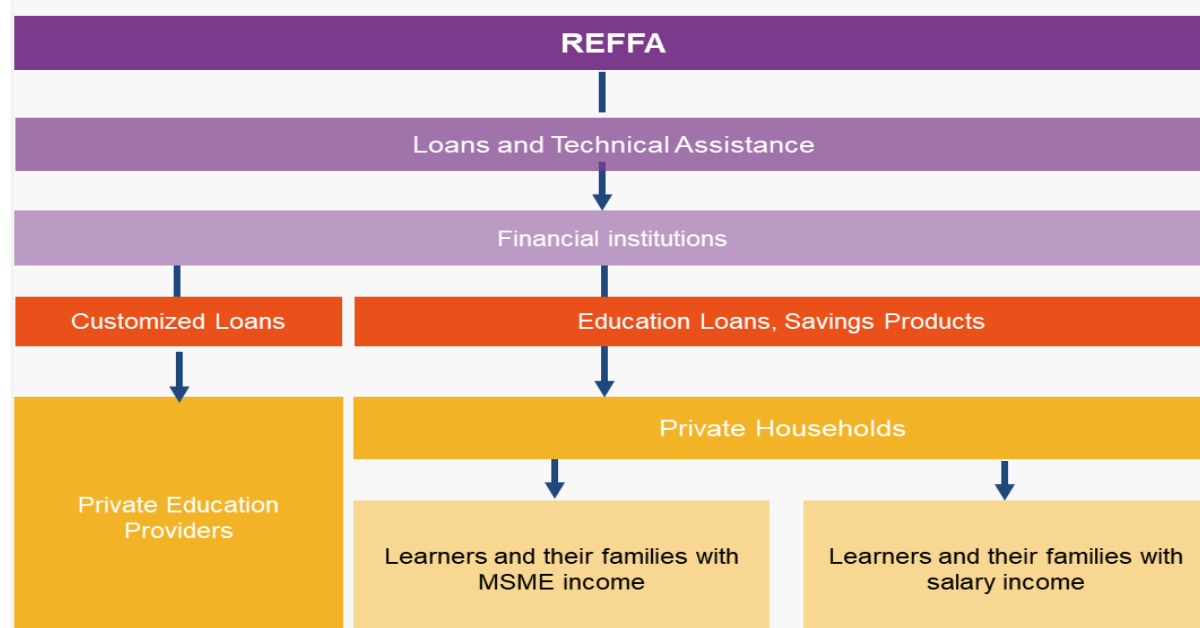 REFFA
Loans and Technical Assistance
Financial institutions
Customized Loans
Education Loans, Savings Products
Private Households
Private Education
Providers
Learners and their families with
MSME income
Learners and their families with
salary income